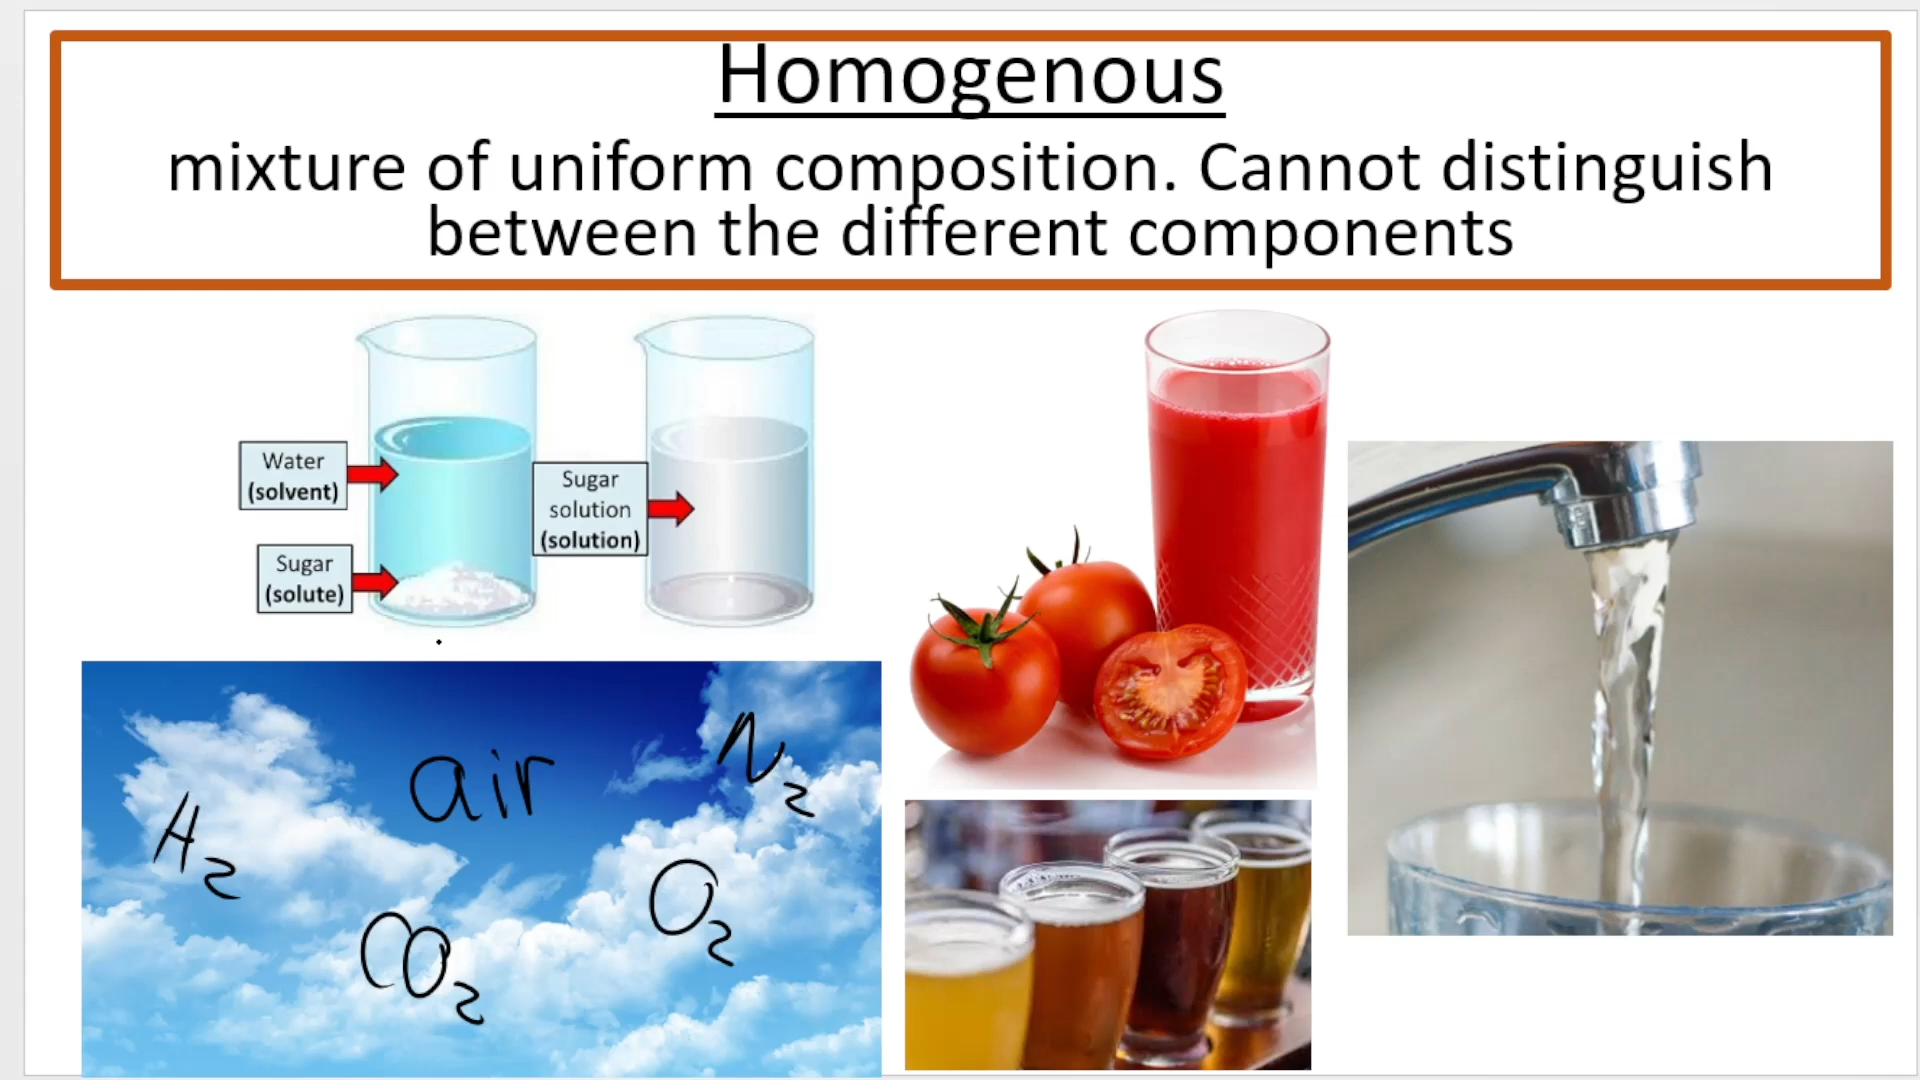 Homogenous
mixture of uniform composition. Cannot distinguish
between the different components
Water
(solvent)
Sugar
(solute)
Sugar
solution
(solution)
air
N2
H2
O2
CO2